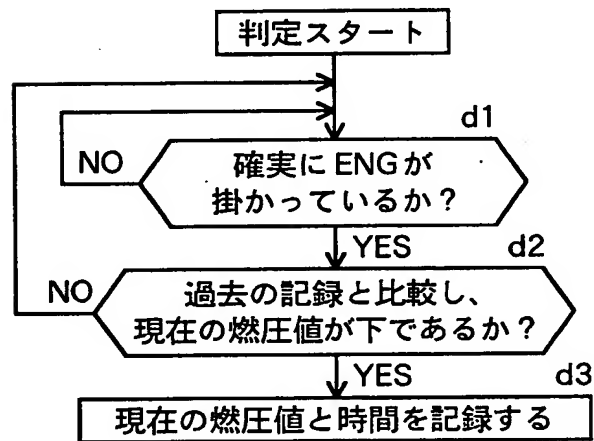 判定スタート
d1
NO
確実にENGが
掛かっているか?
YES
d2
NO
過去の記録と比較し、
現在の燃圧値が下であるか?
YES
d3
現在の燃圧値と時間を記録する